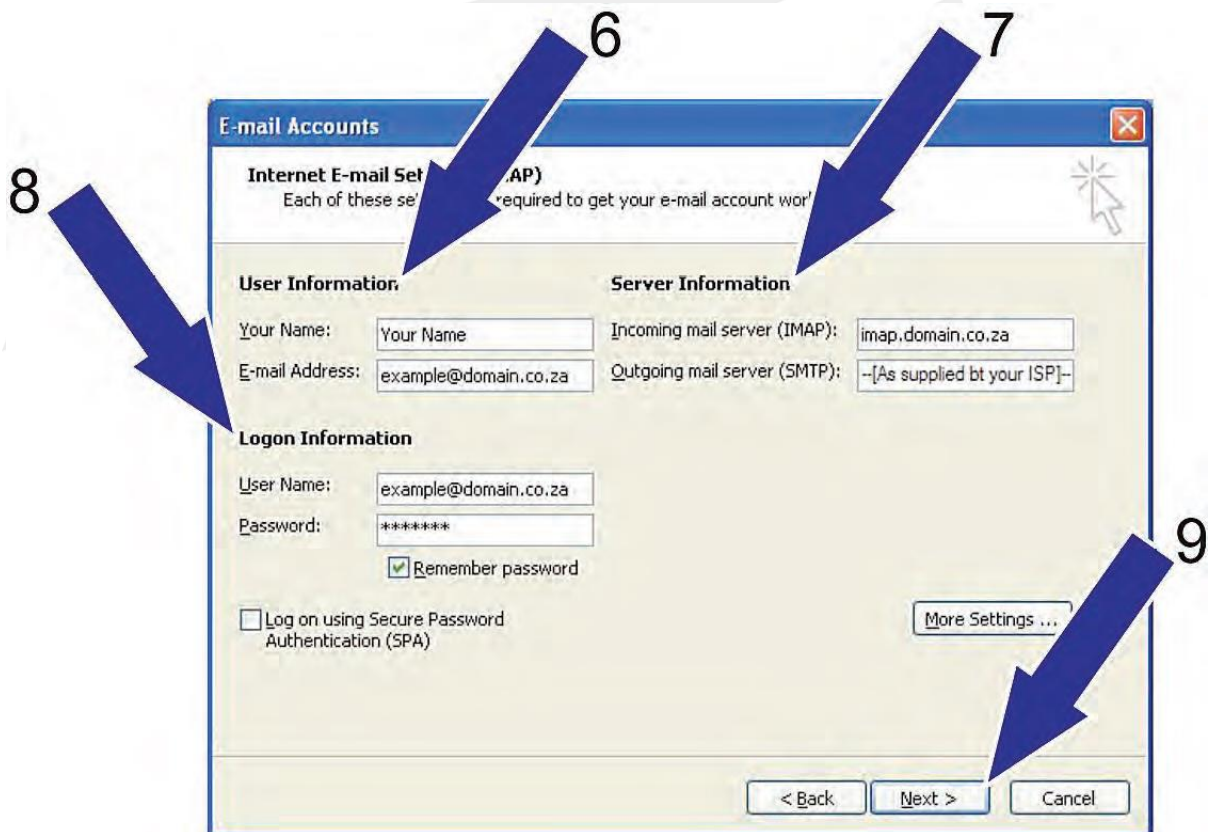 6
7
E-mail Accounts
Internet E-mail Set AP)
Each of these se required to get your e-mail account wor
8
User Information
Server Information
Your Name:
Your Name
Incoming mail server (IMAP):
imap.domain.co.za
E-mail Address:
example@domain.co.za
Outgoing mail server (SMTP):
--[As supplied bt your ISP]--
Logon Information
User Name:
example@domain.co.za
Password:
*******
Remember password
9
Log on using Secure Password
Authentication (SPA)
More Settings ...
< Back
Next >
Cancel